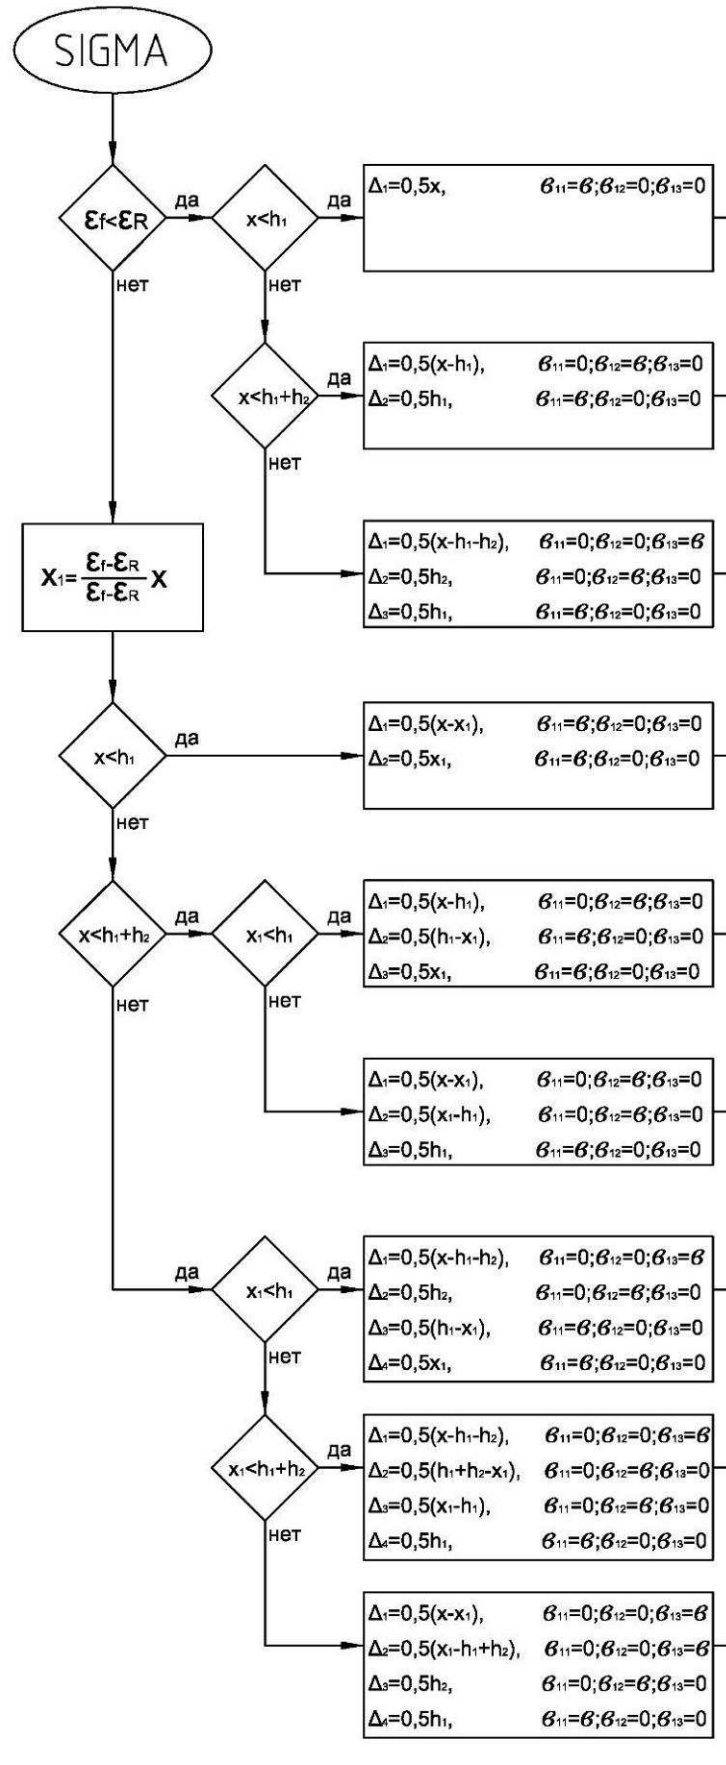 SIGMA
Ɛf<ƐR
да
x<h₁
да
Δ₁=0,5x, в₁₁=в;в₁₂=0;в₁₃=0
нет
нет
x<h₁+h₂
да
Δ₁=0,5(x-h₁), в₁₁=0;в₁₂=в;в₁₃=0
Δ₂=0,5h₁, в₁₁=в;в₁₂=0;в₁₃=0
нет
X₁=
Ɛf-ƐR
Ɛf-ƐR
X
Δ₁=0,5(x-h₁-h₂), в₁₁=0;в₁₂=0;в₁₃=в
Δ₂=0,5h₂, в₁₁=0;в₁₂=в;в₁₃=0
Δ₃=0,5h₁, в₁₁=в;в₁₂=0;в₁₃=0
x<h₁
да
Δ₁=0,5(x-x₁), в₁₁=в;в₁₂=0;в₁₃=0
Δ₂=0,5x₁, в₁₁=в;в₁₂=0;в₁₃=0
нет
x<h₁+h₂
да
x₁<h₁
да
Δ₁=0,5(x-h₁), в₁₁=0;в₁₂=в;в₁₃=0
Δ₂=0,5(h₁-x₁), в₁₁=в;в₁₂=0;в₁₃=0
Δ₃=0,5x₁, в₁₁=в;в₁₂=0;в₁₃=0
нет
нет
Δ₁=0,5(x-x₁), в₁₁=0;в₁₂=в;в₁₃=0
Δ₂=0,5(x₁-h₁), в₁₁=0;в₁₂=в;в₁₃=0
Δ₃=0,5h₁, в₁₁=в;в₁₂=0;в₁₃=0
да
x₁<h₁
да
Δ₁=0,5(x-h₁-h₂), в₁₁=0;в₁₂=0;в₁₃=в
Δ₂=0,5h₂, в₁₁=0;в₁₂=в;в₁₃=0
Δ₃=0,5(h₁-x₁), в₁₁=в;в₁₂=0;в₁₃=0
Δ₄=0,5x₁, в₁₁=в;в₁₂=0;в₁₃=0
нет
x₁<h₁+h₂
да
Δ₁=0,5(x-h₁-h₂), в₁₁=0;в₁₂=0;в₁₃=в
Δ₂=0,5(h₁+h₂-x₁), в₁₁=0;в₁₂=в;в₁₃=0
Δ₃=0,5(x₁-h₁), в₁₁=0;в₁₂=в;в₁₃=0
Δ₄=0,5h₁, в₁₁=в;в₁₂=0;в₁₃=0
нет
Δ₁=0,5(x-x₁), в₁₁=0;в₁₂=0;в₁₃=в
Δ₂=0,5(x₁-h₁+h₂), в₁₁=0;в₁₂=0;в₁₃=в
Δ₃=0,5h₂, в₁₁=0;в₁₂=в;в₁₃=0
Δ₄=0,5h₁, в₁₁=в;в₁₂=0;в₁₃=0